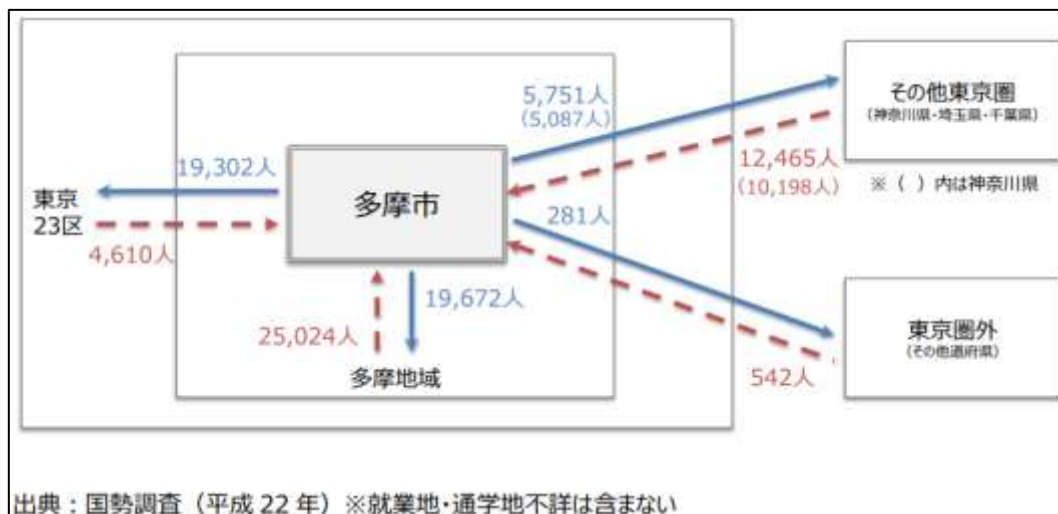 5,751人
(5,087人)
その他東京圏
(神奈川県・埼玉県・千葉県)
12,465人
(10,198人)
※ ( ) 内は神奈川県
19,302人
東京
23区
4,610人
多摩市
281人
25,024人
19,672人
多摩地域
東京圏外
(その他道府県)
542人
出典:国勢調査(平成 22 年)※就業地・通学地不詳は含まない